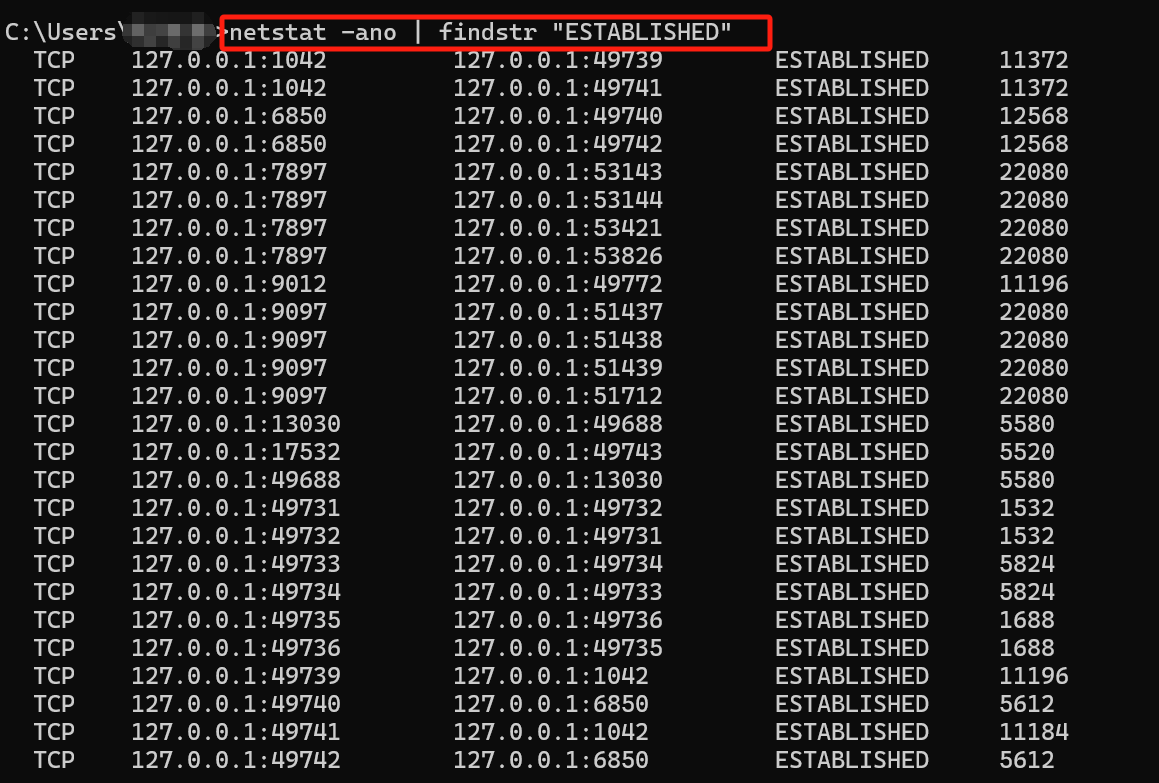 C:\Users\>netstat -ano | findstr "ESTABLISHED"
TCP 127.0.0.1:1042 127.0.0.1:49739 ESTABLISHED 11372
TCP 127.0.0.1:1042 127.0.0.1:49741 ESTABLISHED 11372
TCP 127.0.0.1:6850 127.0.0.1:49740 ESTABLISHED 12568
TCP 127.0.0.1:6850 127.0.0.1:49742 ESTABLISHED 12568
TCP 127.0.0.1:7897 127.0.0.1:53143 ESTABLISHED 22080
TCP 127.0.0.1:7897 127.0.0.1:53144 ESTABLISHED 22080
TCP 127.0.0.1:7897 127.0.0.1:53421 ESTABLISHED 22080
TCP 127.0.0.1:7897 127.0.0.1:53826 ESTABLISHED 22080
TCP 127.0.0.1:9012 127.0.0.1:49772 ESTABLISHED 11196
TCP 127.0.0.1:9097 127.0.0.1:51437 ESTABLISHED 22080
TCP 127.0.0.1:9097 127.0.0.1:51438 ESTABLISHED 22080
TCP 127.0.0.1:9097 127.0.0.1:51439 ESTABLISHED 22080
TCP 127.0.0.1:9097 127.0.0.1:51712 ESTABLISHED 22080
TCP 127.0.0.1:13030 127.0.0.1:49688 ESTABLISHED 5580
TCP 127.0.0.1:17532 127.0.0.1:49743 ESTABLISHED 5520
TCP 127.0.0.1:49688 127.0.0.1:13030 ESTABLISHED 5580
TCP 127.0.0.1:49731 127.0.0.1:49732 ESTABLISHED 1532
TCP 127.0.0.1:49732 127.0.0.1:49731 ESTABLISHED 1532
TCP 127.0.0.1:49733 127.0.0.1:49734 ESTABLISHED 5824
TCP 127.0.0.1:49734 127.0.0.1:49733 ESTABLISHED 5824
TCP 127.0.0.1:49735 127.0.0.1:49736 ESTABLISHED 1688
TCP 127.0.0.1:49736 127.0.0.1:49735 ESTABLISHED 1688
TCP 127.0.0.1:49739 127.0.0.1:1042 ESTABLISHED 11196
TCP 127.0.0.1:49740 127.0.0.1:6850 ESTABLISHED 5612
TCP 127.0.0.1:49741 127.0.0.1:1042 ESTABLISHED 11184
TCP 127.0.0.1:49742 127.0.0.1:6850 ESTABLISHED 5612